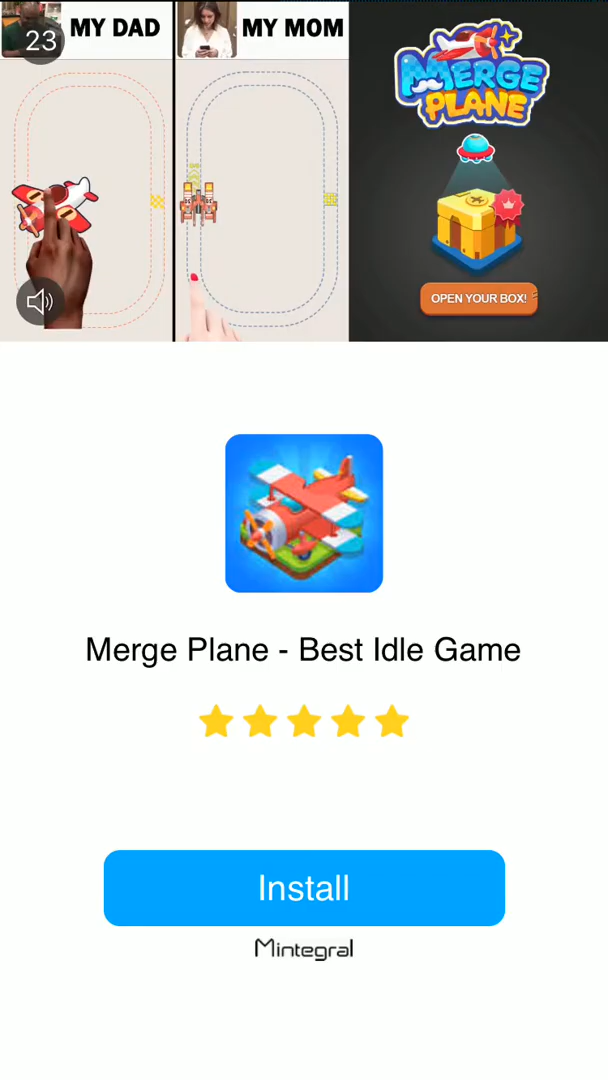 23
MY DAD
MY MOM
MERGE
PLANE
OPEN YOUR BOX!
Merge Plane - Best Idle Game
Install
Mintegral